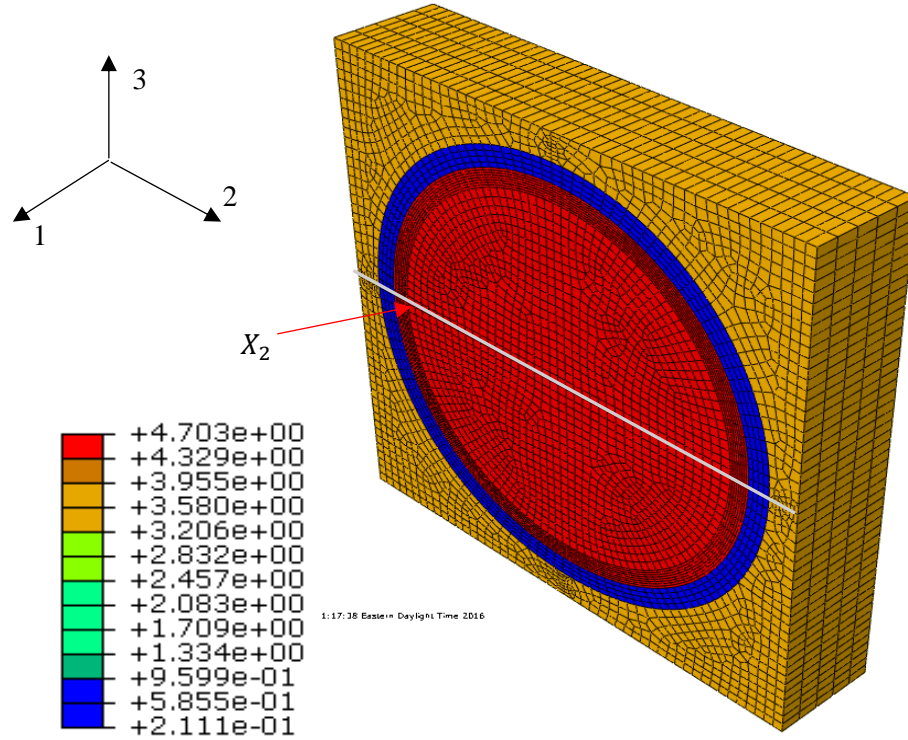 3
2
1
X₂
+4.703e+00
+4.329e+00
+3.955e+00
+3.580e+00
+3.206e+00
+2.832e+00
+2.457e+00
+2.083e+00
+1.709e+00
+1.334e+00
+9.599e-01
+5.855e-01
+2.111e-01
1:17:38 Eastern Daylight Time 2016